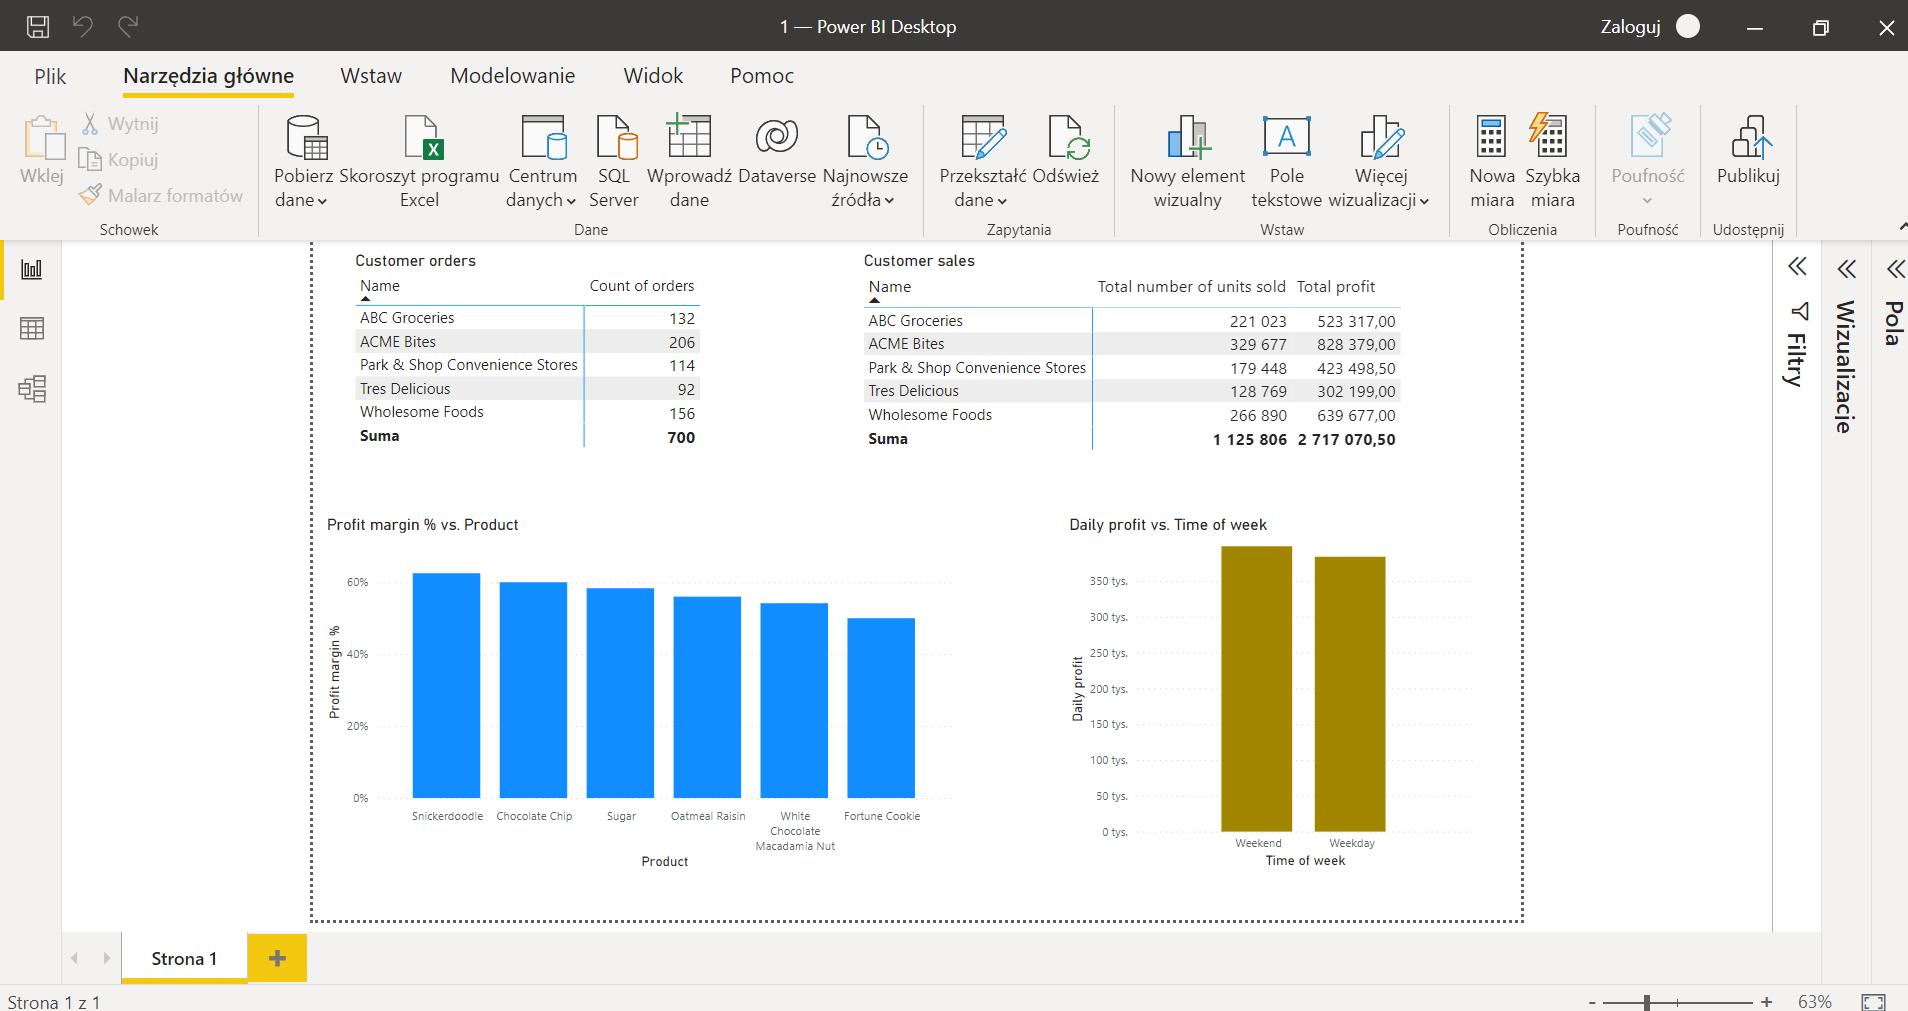 1 — Power BI Desktop
Zaloguj
Plik
Narzędzia główne
Wstaw
Modelowanie
Widok
Pomoc
Wklej
Wytnij
Kopiuj
Malarz formatów
Schowek
Pobierz dane
Skoroszyt programu Excel
Centrum danych
SQL Server
Wprowadź dane
Dataverse
Najnowsze źródła
Dane
Przekształć dane
Odśwież
Zapytania
Nowy element wizualny
A
Pole tekstowe
Więcej wizualizacji
Wstaw
Nowa miara
Szybka miara
Obliczenia
Poufność
Poufność
Publikuj
Udostępnij
Customer orders
Name Count of orders
ABC Groceries 132
ACME Bites 206
Park & Shop Convenience Stores 114
Tres Delicious 92
Wholesome Foods 156
Suma 700
Customer sales
Name Total number of units sold Total profit
ABC Groceries 221 023 523 317,00
ACME Bites 329 677 828 379,00
Park & Shop Convenience Stores 179 448 423 498,50
Tres Delicious 128 769 302 199,00
Wholesome Foods 266 890 639 677,00
Suma 1 125 806 2 717 070,50
Profit margin % vs. Product
Profit margin %
60%
40%
20%
0%
Snickerdoodle
Chocolate Chip
Sugar
Oatmeal Raisin
White Chocolate Macadamia Nut
Fortune Cookie
Product
Daily profit vs. Time of week
Daily profit
350 tys.
300 tys.
250 tys.
200 tys.
150 tys.
100 tys.
50 tys.
0 tys.
Weekend
Weekday
Time of week
Filtry
Wizualizacje
Pola
Strona 1
Strona 1 z 1
63%